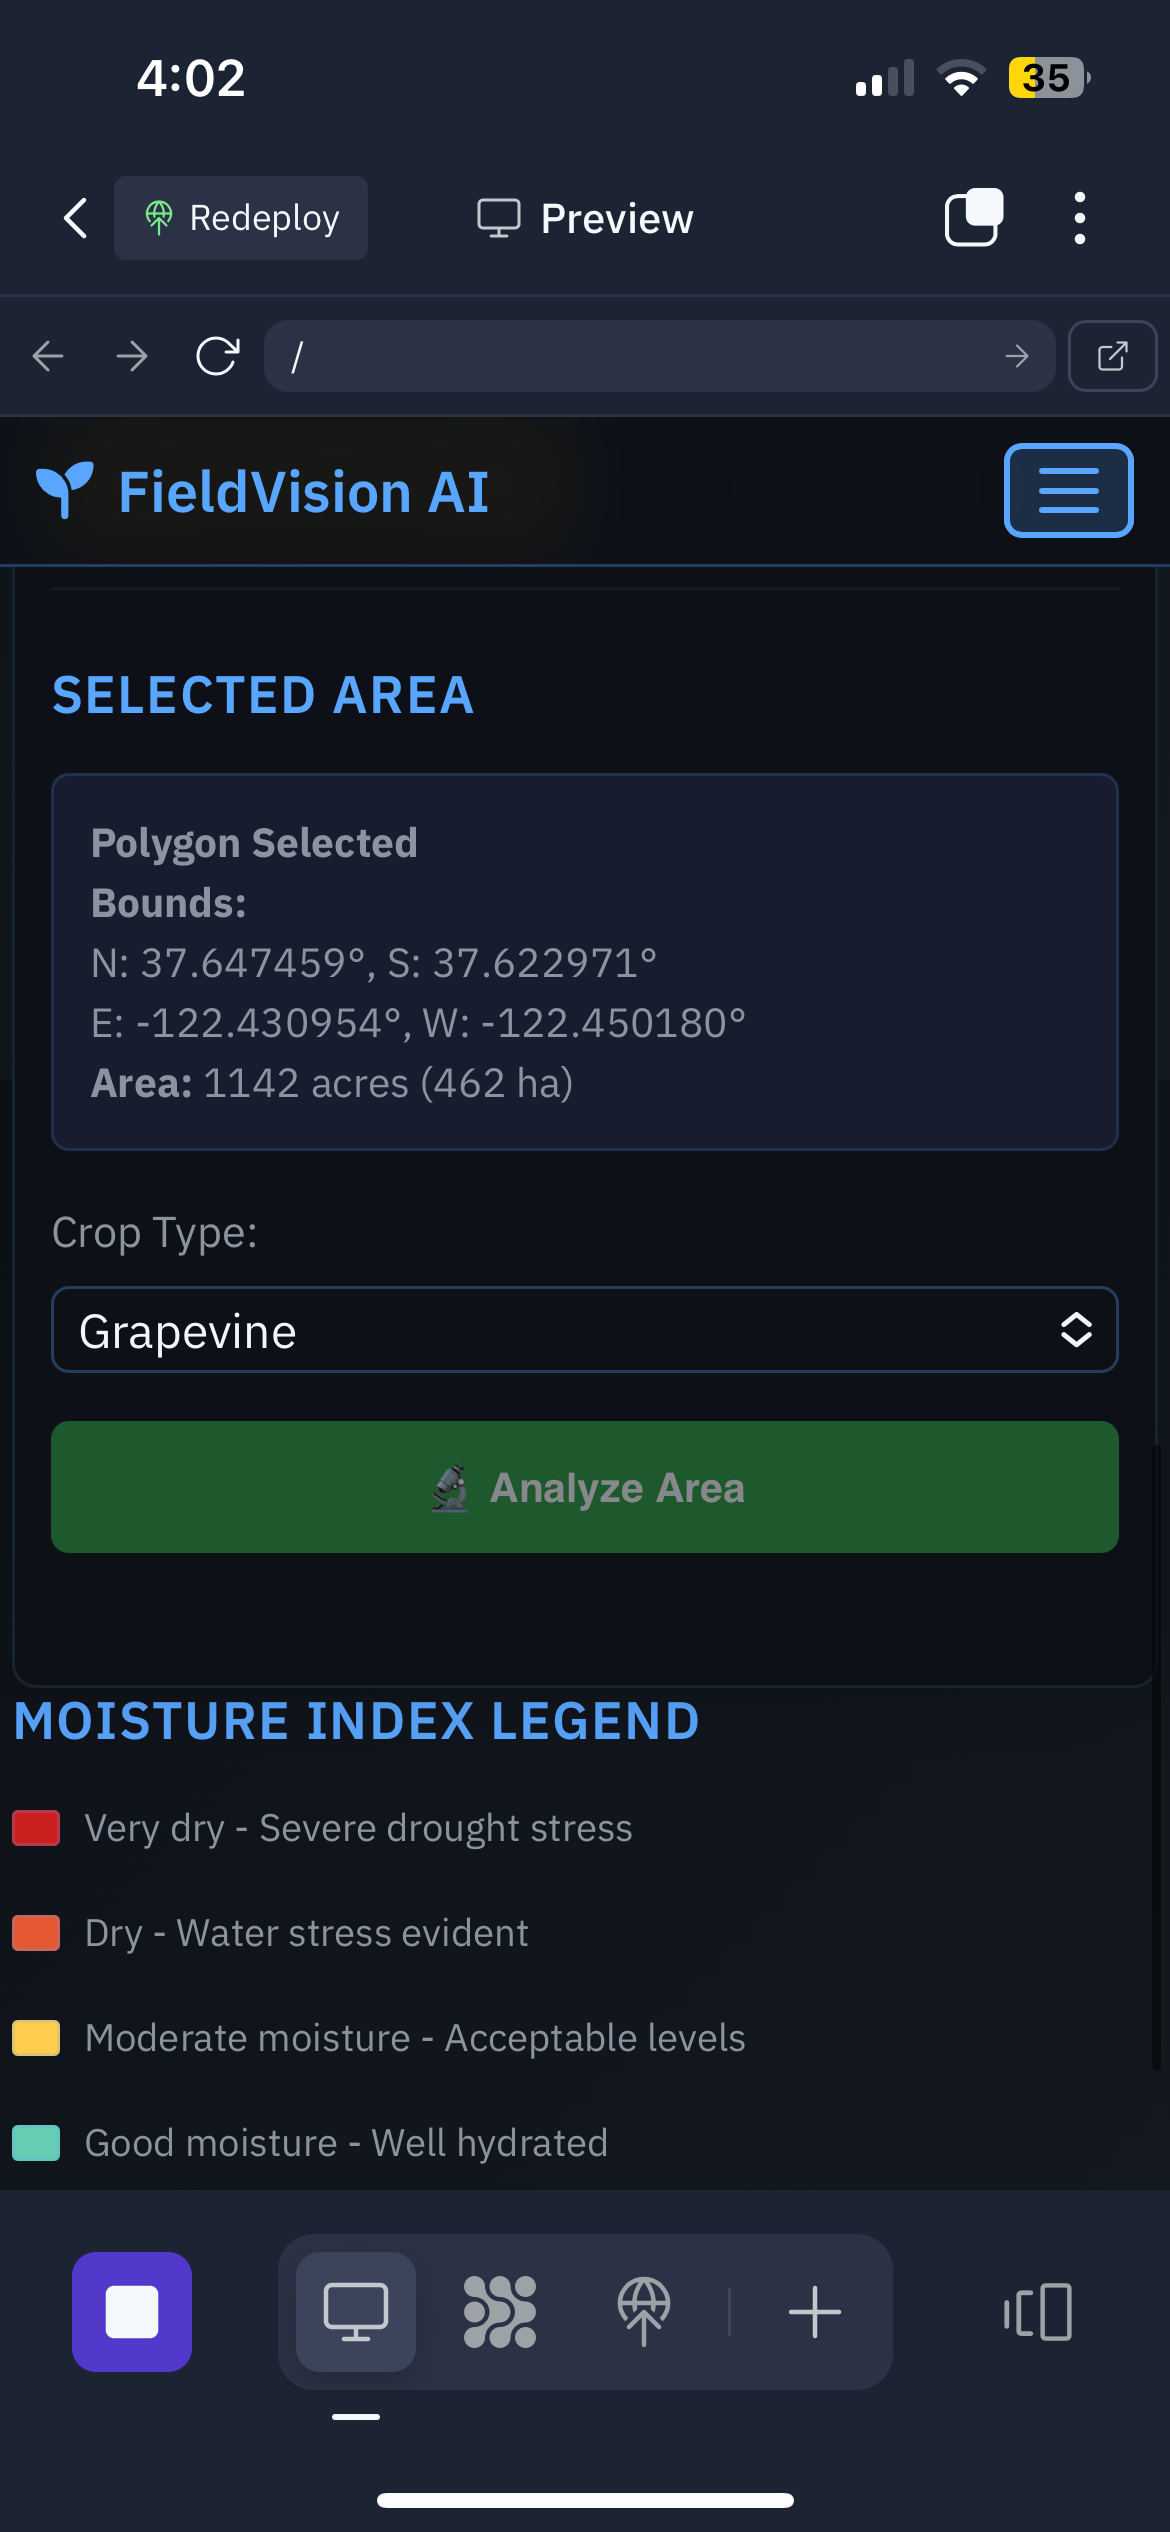 4:02
35
Redeploy
Preview
/
FieldVision AI
SELECTED AREA
Polygon Selected
Bounds:
N: 37.647459°, S: 37.622971°
E: -122.430954°, W: -122.450180°
Area: 1142 acres (462 ha)
Crop Type:
Grapevine
Analyze Area
MOISTURE INDEX LEGEND
Very dry - Severe drought stress
Dry - Water stress evident
Moderate moisture - Acceptable levels
Good moisture - Well hydrated